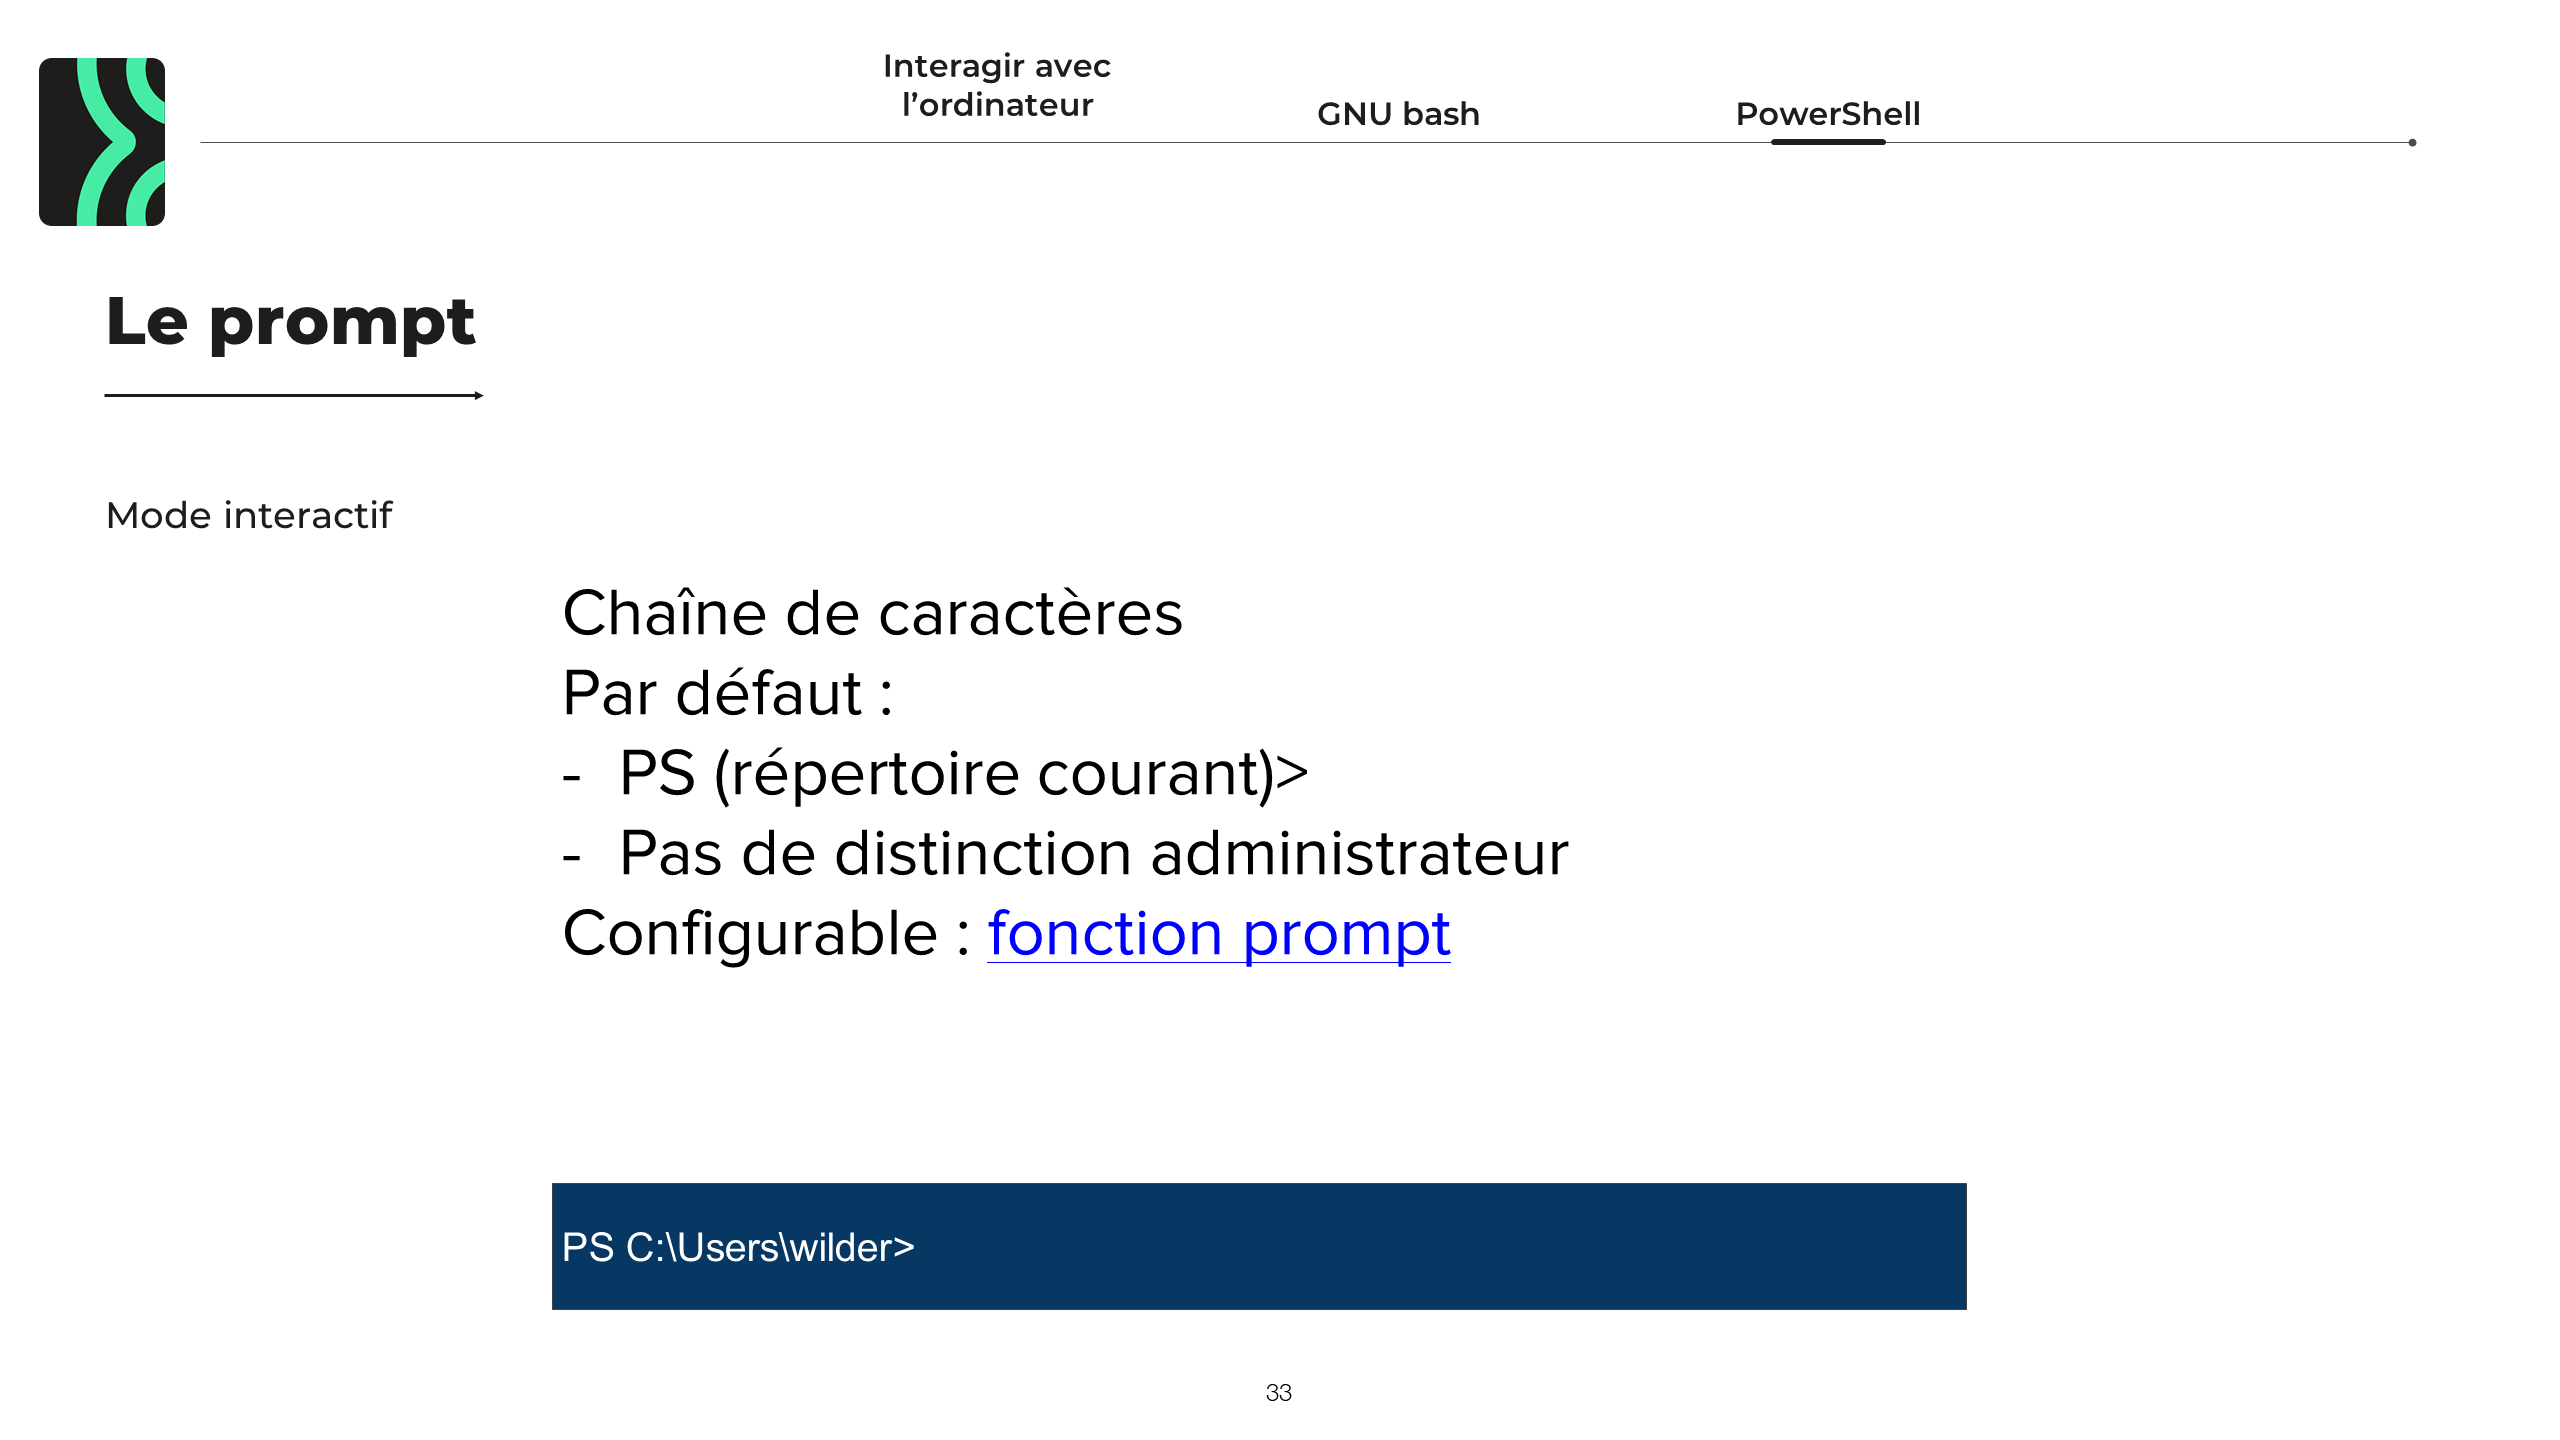 Interagir avec
l’ordinateur
GNU bash
PowerShell
Le prompt
Mode interactif
Chaîne de caractères
Par défaut :
- PS (répertoire courant)>
- Pas de distinction administrateur
Configurable : fonction prompt
PS C:\Users\wilder>
33